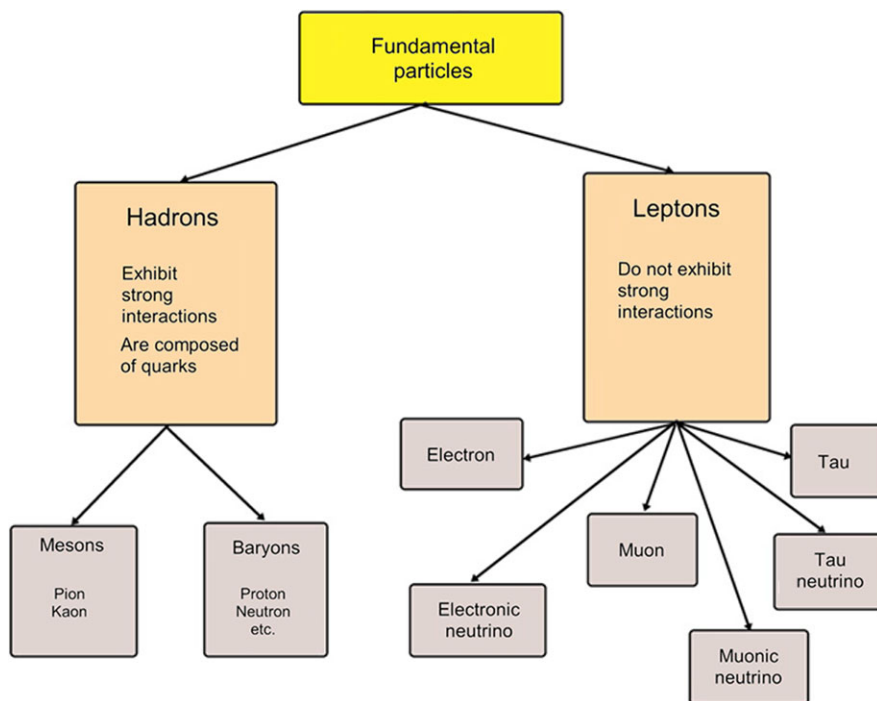 Fundamental
particles
Hadrons
Exhibit
strong
interactions
Are composed
of quarks
Leptons
Do not exhibit
strong
interactions
Mesons
Pion
Kaon
Baryons
Proton
Neutron
etc.
Electron
Electronic
neutrino
Muon
Muonic
neutrino
Tau
neutrino
Tau